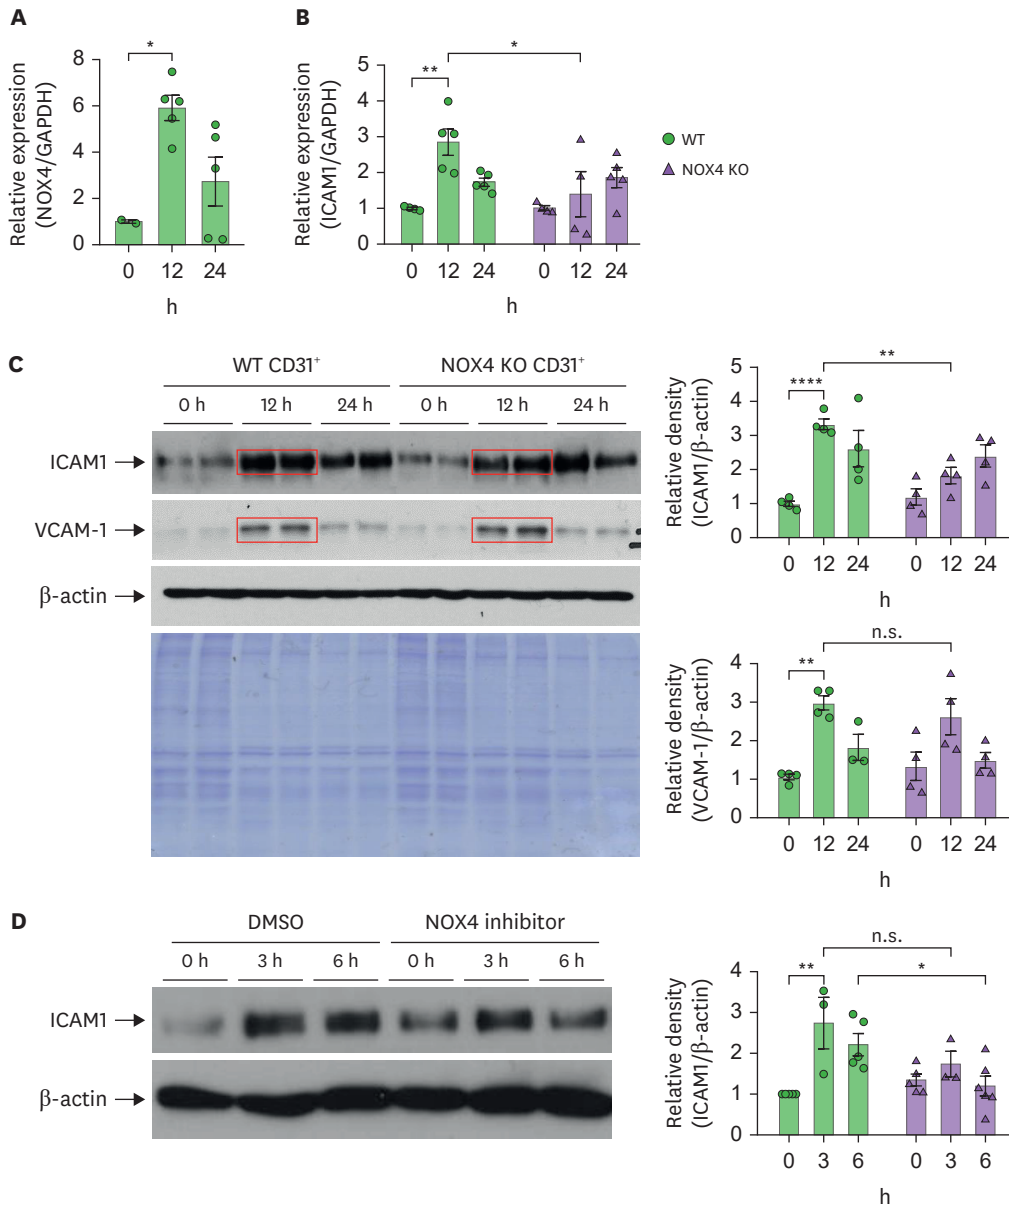 A
Relative expression
(NOX4/GAPDH)
8
6
4
2
0
*
0 12 24
h
B
Relative expression
(ICAM1/GAPDH)
5
4
3
2
1
0
**
*
0 12 24 0 12 24
h
WT
NOX4 KO
C
WT CD31+ NOX4 KO CD31+
0 h 12 h 24 h 0 h 12 h 24 h
ICAM1
VCAM-1
β-actin
Relative density
(ICAM1/β-actin)
5
4
3
2
1
0
****
**
0 12 24 0 12 24
h
Relative density
(VCAM-1/β-actin)
4
3
2
1
0
**
n.s.
0 12 24 0 12 24
h
D
DMSO NOX4 inhibitor
0 h 3 h 6 h 0 h 3 h 6 h
ICAM1
β-actin
Relative density
(ICAM1/β-actin)
4
3
2
1
0
**
n.s.
*
0 3 6 0 3 6
h